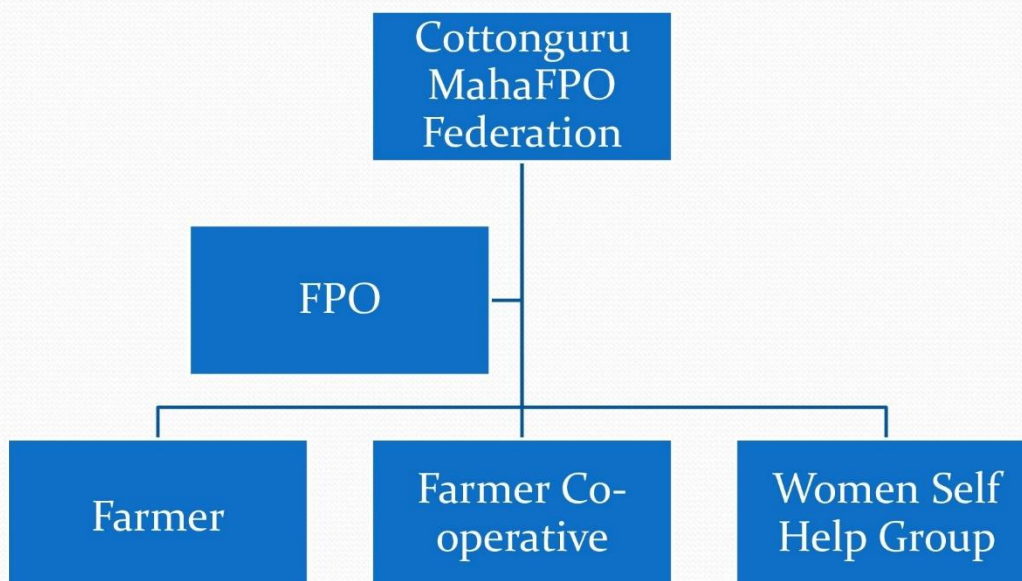 Cottonguru
MahaFPO
Federation
FPO
Farmer
Farmer Co-
operative
Women Self
Help Group